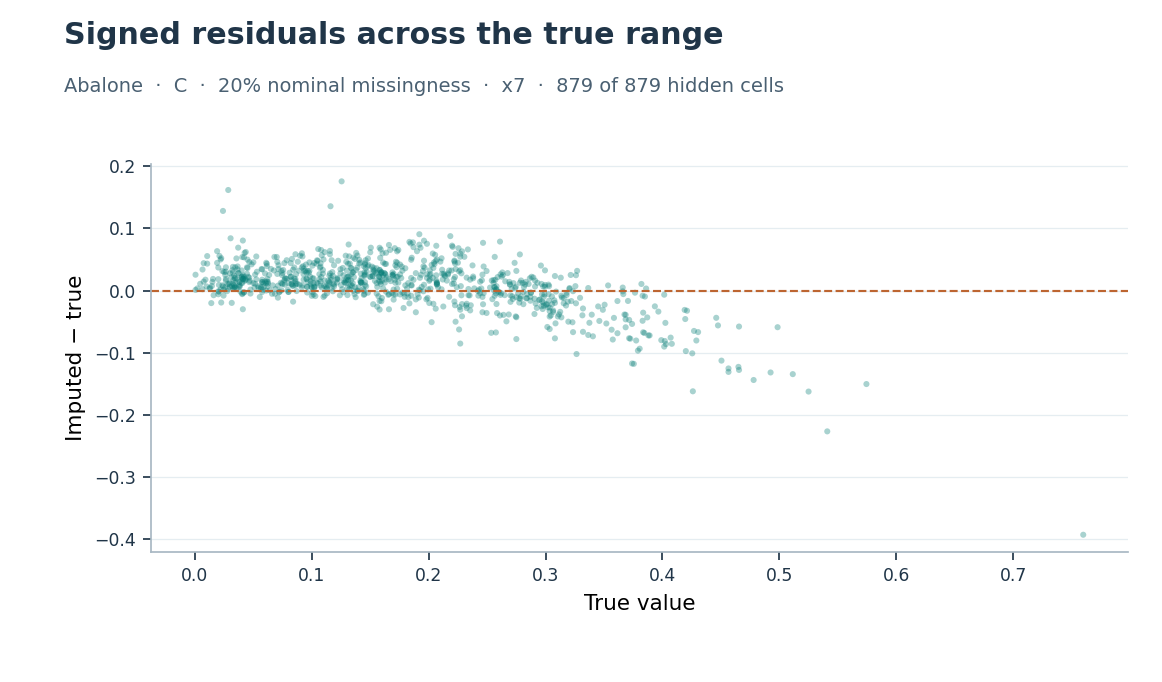 Signed residuals across the true range
Abalone · C · 20% nominal missingness · x7 · 879 of 879 hidden cells
Imputed − true
0.2
0.1
0.0
−0.1
−0.2
−0.3
−0.4
0.0 0.1 0.2 0.3 0.4 0.5 0.6 0.7
True value